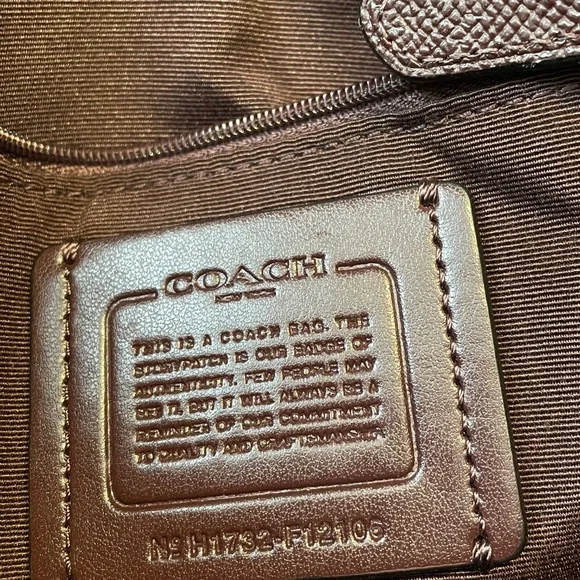 COACH
NEW YORK
THIS IS A COACH BAG. THE
STORYPATCH IS OUR BADGE OF
AUTHENTICITY. FEW PEOPLE MAY
SEE IT, BUT IT WILL ALWAYS BE A
REMINDER OF OUR COMMITMENT
TO QUALITY AND CRAFTSMANSHIP.
Nº H1732-F12106